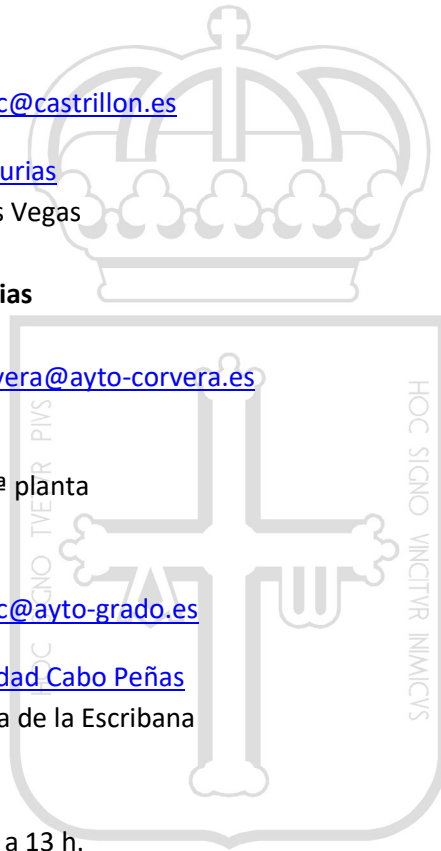 c@castrillon.es
urias
s Vegas
ias
vera@ayto-corvera.es
ª planta
c@ayto-grado.es
dad Cabo Peñas
a de la Escribana
a 13 h.
HOC SIGNO TVETVR PIVS
HOC SIGNO VINCITVR INIMICVS